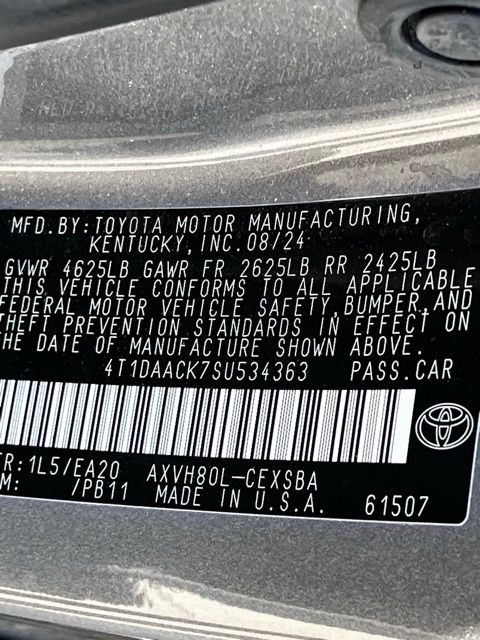 MFD.BY:TOYOTA MOTOR MANUFACTURING,
KENTUCKY,INC.08/24
GVWR 4625LB GAWR FR 2625LB RR 2425LB
THIS VEHICLE CONFORMS TO ALL APPLICABLE
FEDERAL MOTOR VEHICLE SAFETY,BUMPER,AND
THEFT PREVENTION STANDARDS IN EFFECT ON
THE DATE OF MANUFACTURE SHOWN ABOVE.
4T1DAACK7SU534363 PASS.CAR
TR:1L5/EA20 AXVH80L-CEXSBA
M: /PB11 MADE IN U.S.A. 61507